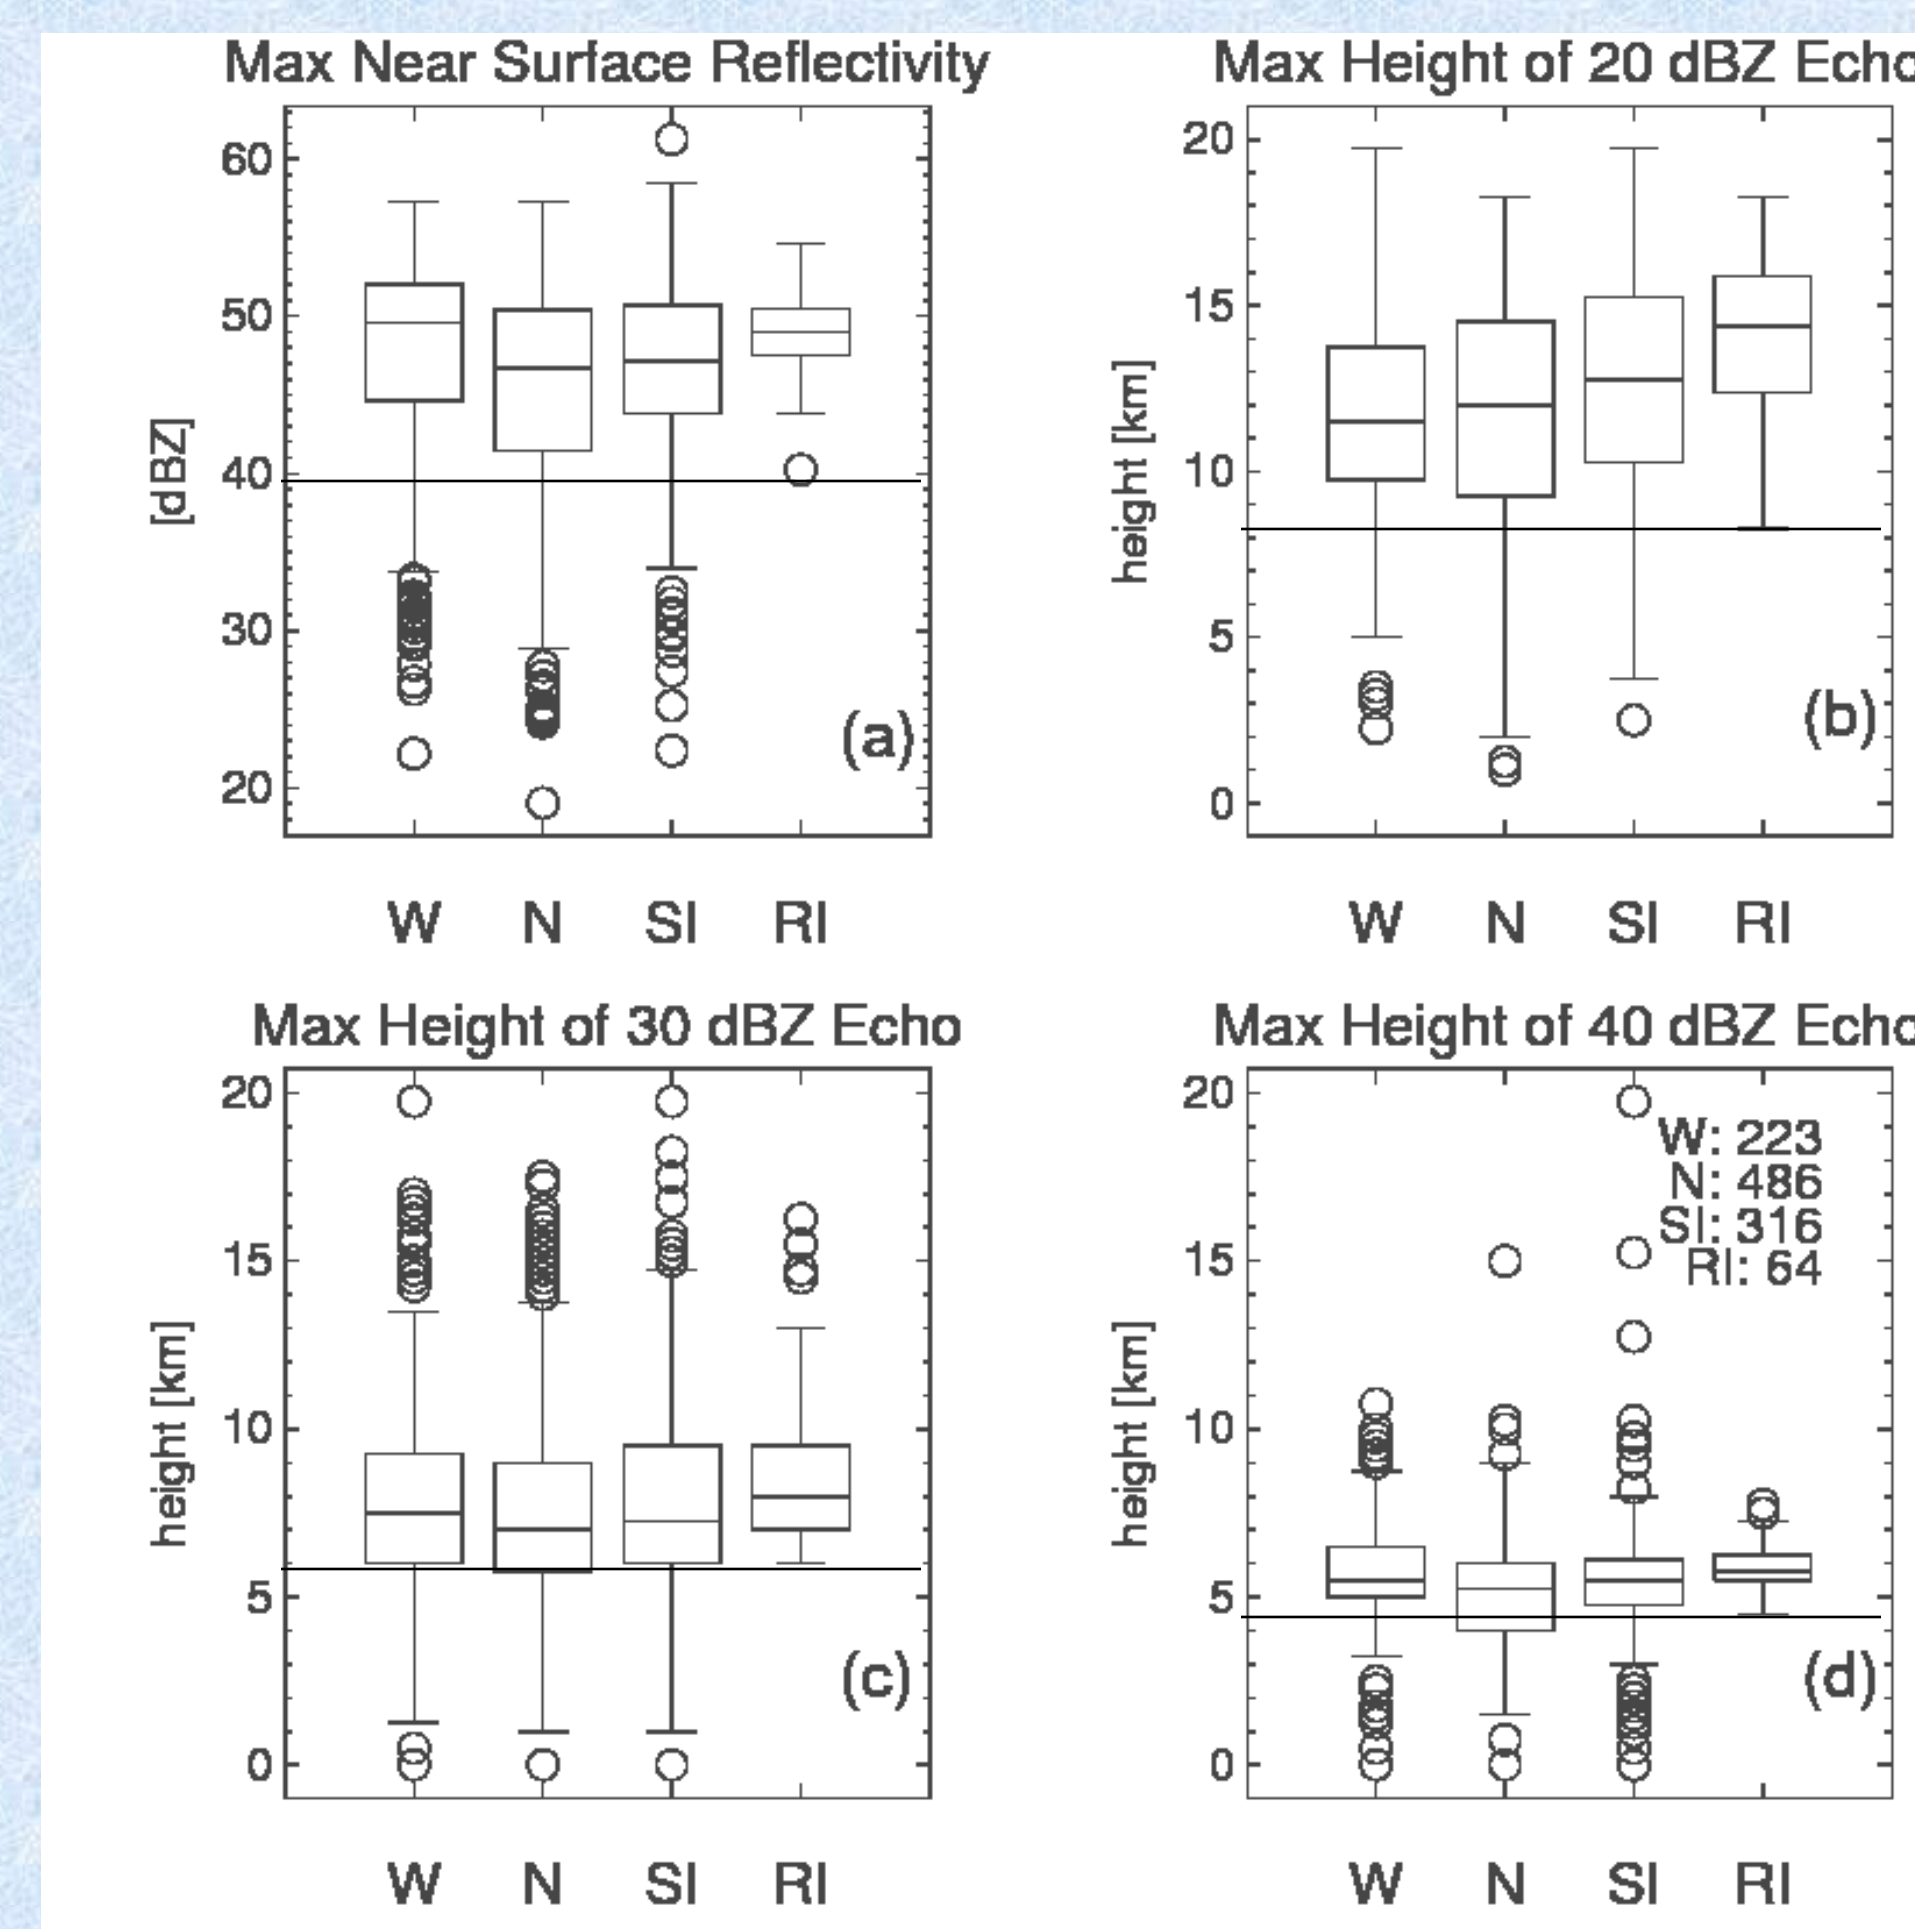 Max Near Surface Reflectivity
60
50
40
30
20
[dBZ]
(a)
W N SI RI
Max Height of 20 dBZ Echo
20
15
10
5
0
height [km]
(b)
W N SI RI
Max Height of 30 dBZ Echo
20
15
10
5
0
height [km]
(c)
W N SI RI
Max Height of 40 dBZ Echo
20
15
10
5
0
height [km]
W: 223
N: 486
SI: 316
RI: 64
(d)
W N SI RI